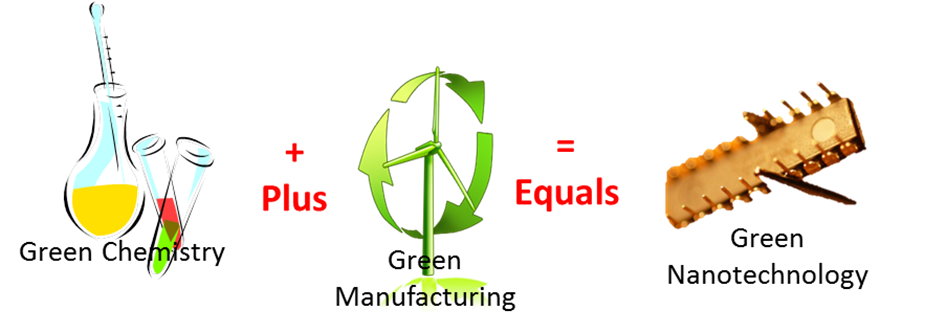 Green Chemistry
+
Plus
Green
Manufacturing
=
Equals
Green
Nanotechnology